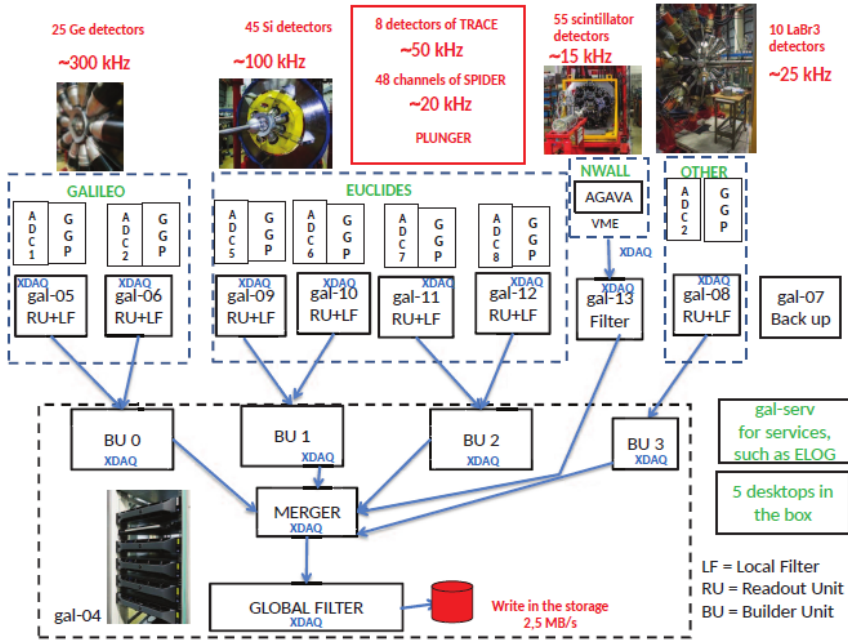 25 Ge detectors
~300 kHz
45 Si detectors
~100 kHz
8 detectors of TRACE
~50 kHz
48 channels of SPIDER
~20 kHz
PLUNGER
55 scintillator
detectors
~15 kHz
10 LaBr3
detectors
~25 kHz
GALILEO
ADC1
GGP
ADC2
GGP
XDAQ
gal-05
RU+LF
XDAQ
gal-06
RU+LF
EUCLIDES
ADC5
GGP
ADC6
GGP
ADC7
GGP
ADC8
GGP
XDAQ
gal-09
RU+LF
XDAQ
gal-10
RU+LF
XDAQ
gal-11
RU+LF
XDAQ
gal-12
RU+LF
NWALL
AGAVA
VME
XDAQ
XDAQ
gal-13
Filter
OTHER
ADC2
GGP
XDAQ
gal-08
RU+LF
gal-07
Back up
BU 0
XDAQ
BU 1
XDAQ
BU 2
XDAQ
BU 3
XDAQ
gal-serv
for services,
such as ELOG
5 desktops in
the box
MERGER
XDAQ
GLOBAL FILTER
XDAQ
gal-04
Write in the storage
2,5 MB/s
LF = Local Filter
RU = Readout Unit
BU = Builder Unit